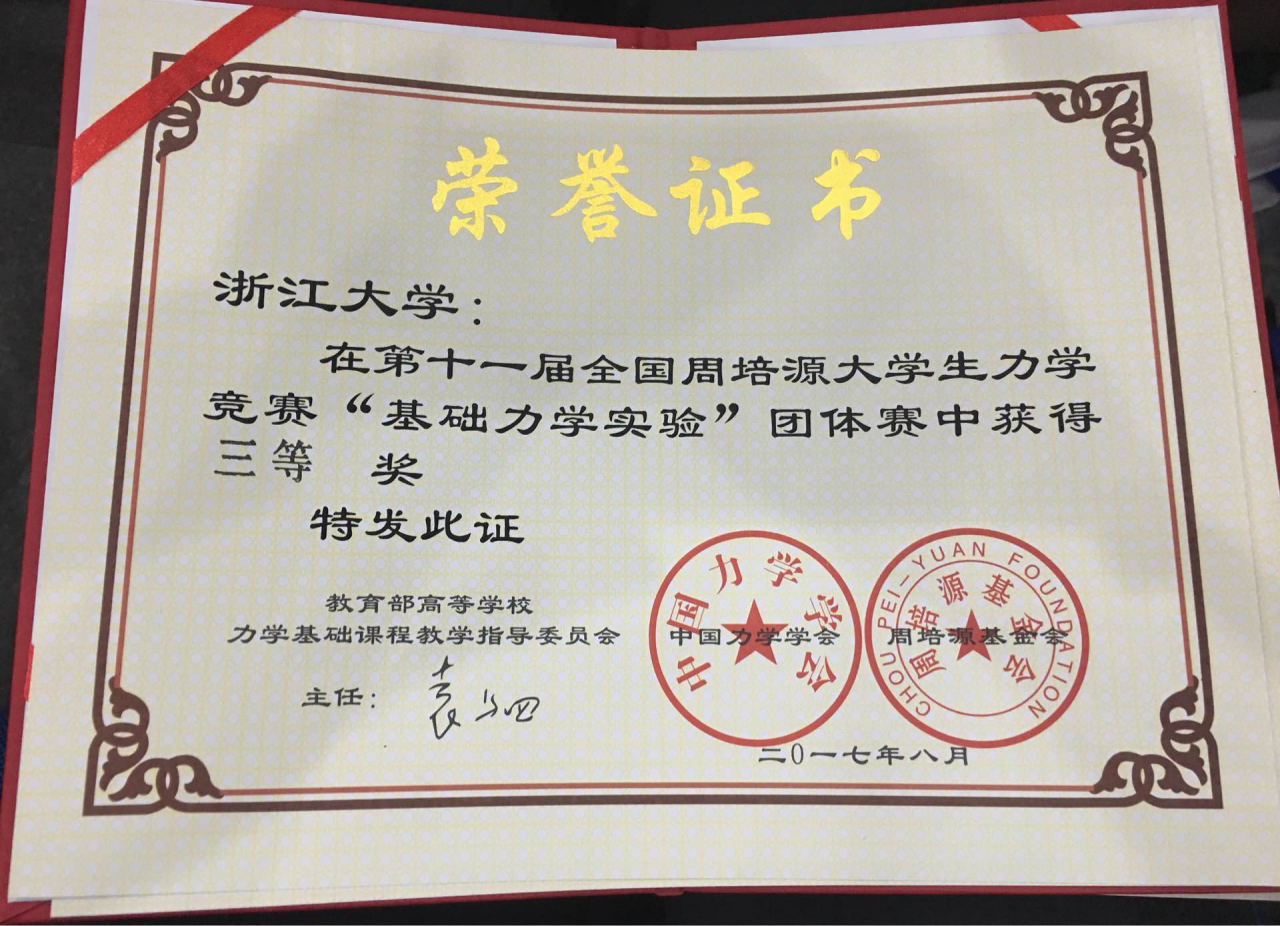 荣誉证书
浙江大学：
在第十一届全国周培源大学生力学
竞赛“基础力学实验”团体赛中获得
三等 奖
特发此证
教育部高等学校
力学基础课程教学指导委员会
主任：
中国力学学会
中国力学学会
周培源基金会
CHOU PEI-YUAN FOUNDATION
周培源基金会
二0一七年八月